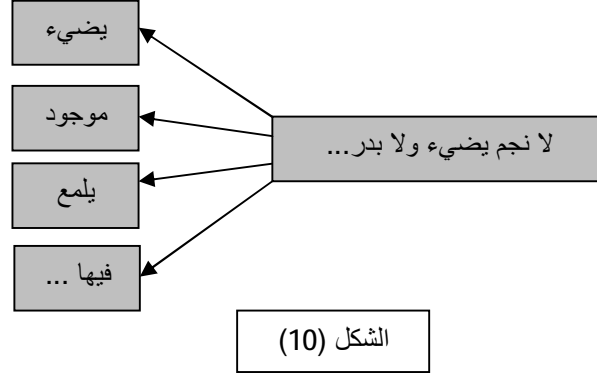 لا نجم يضيء ولا بدر...
يضيء
موجود
يلمع
فيها ...
الشكل (10)